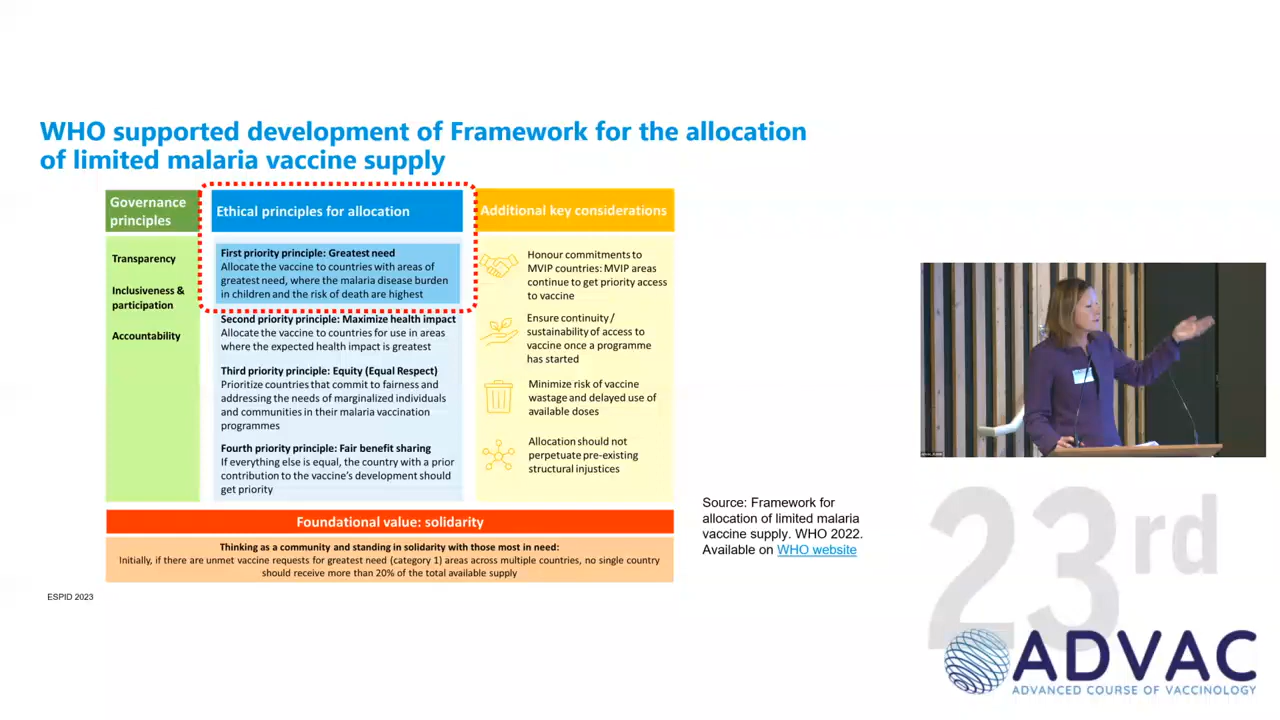 WHO supported development of Framework for the allocation
of limited malaria vaccine supply
Governance
principles
Transparency
Inclusiveness &
participation
Accountability
Ethical principles for allocation
First priority principle: Greatest need
Allocate the vaccine to countries with areas of
greatest need, where the malaria disease burden
in children and the risk of death are highest
Second priority principle: Maximize health impact
Allocate the vaccine to countries for use in areas
where the expected health impact is greatest
Third priority principle: Equity (Equal Respect)
Prioritize countries that commit to fairness and
addressing the needs of marginalized individuals
and communities in their malaria vaccination
programmes
Fourth priority principle: Fair benefit sharing
If everything else is equal, the country with a prior
contribution to the vaccine's development should
get priority
Additional key considerations
Honour commitments to
MVIP countries: MVIP areas
continue to get priority access
to vaccine
Ensure continuity /
sustainability of access to
vaccine once a programme
has started
Minimize risk of vaccine
wastage and delayed use of
available doses
Allocation should not
perpetuate pre-existing
structural injustices
Foundational value: solidarity
Thinking as a community and standing in solidarity with those most in need:
Initially, if there are unmet vaccine requests for greatest need (category 1) areas across multiple countries, no single country
should receive more than 20% of the total available supply
Source: Framework for
allocation of limited malaria
vaccine supply. WHO 2022.
Available on WHO website
ESPID 2023
23rd
ADVAC
ADVANCED COURSE OF VACCINOLOGY